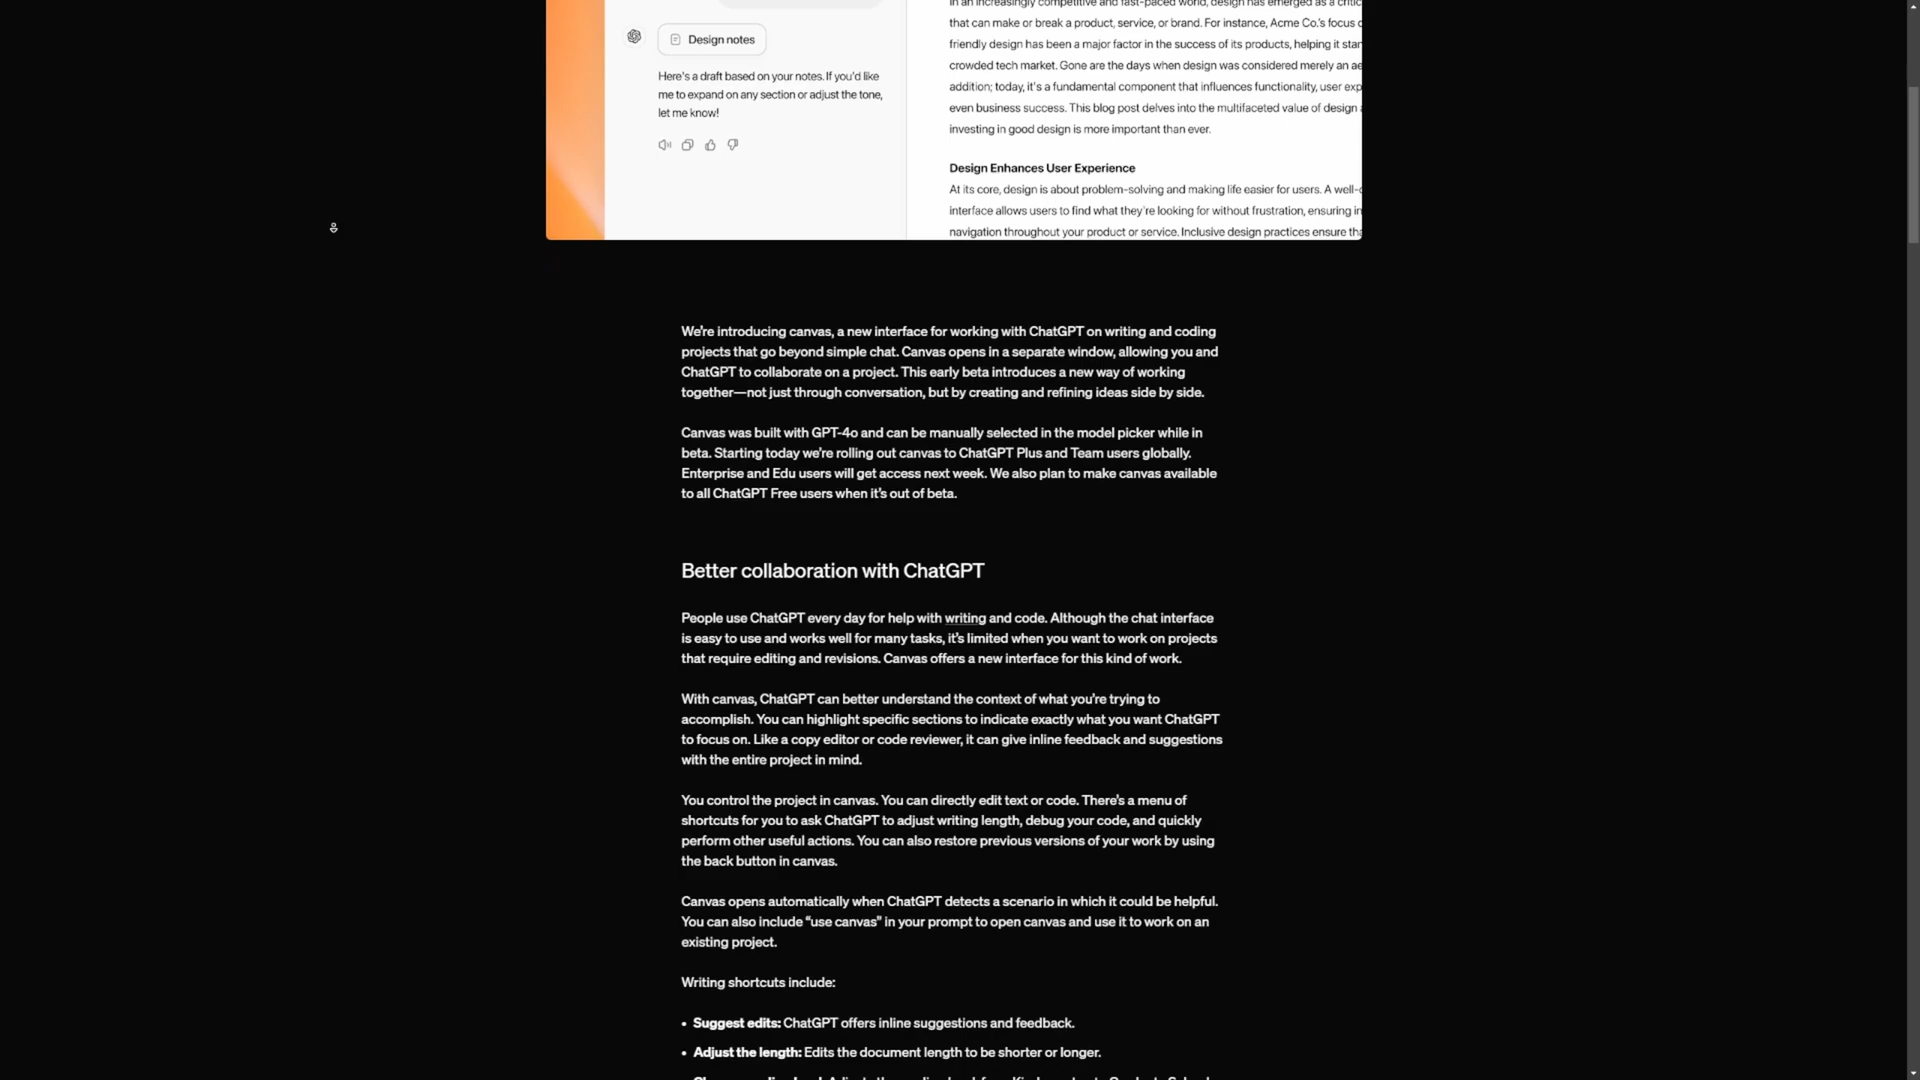 Design notes
Here's a draft based on your notes. If you'd like
me to expand on any section or adjust the tone,
let me know!
in an increasingly competitive and fast-paced world, design has emerged as a critic
that can make or break a product, service, or brand. For instance, Acme Co.'s focus
friendly design has been a major factor in the success of its products, helping it
crowded tech market. Gone are the days when design was considered merely an
addition; today, it's a fundamental component that influences functionality, user
even business success. This blog post delves into the multifaceted value of design
investing in good design is more important than ever.
Design Enhances User Experience
At its core, design is about problem-solving and making life easier for users. A
interface allows users to find what they're looking for without frustration, ensuring
navigation throughout your product or service. Inclusive design practices ensure
We're introducing canvas, a new interface for working with ChatGPT on writing and coding
projects that go beyond simple chat. Canvas opens in a separate window, allowing you and
ChatGPT to collaborate on a project. This early beta introduces a new way of working
together—not just through conversation, but by creating and refining ideas side by side.
Canvas was built with GPT-4o and can be manually selected in the model picker while in
beta. Starting today we're rolling out canvas to ChatGPT Plus and Team users globally.
Enterprise and Edu users will get access next week. We also plan to make canvas available
to all ChatGPT Free users when it's out of beta.
Better collaboration with ChatGPT
People use ChatGPT every day for help with writing and code. Although the chat interface
is easy to use and works well for many tasks, it's limited when you want to work on projects
that require editing and revisions. Canvas offers a new interface for this kind of work.
With canvas, ChatGPT can better understand the context of what you're trying to
accomplish. You can highlight specific sections to indicate exactly what you want ChatGPT
to focus on. Like a copy editor or code reviewer, it can give inline feedback and suggestions
with the entire project in mind.
You control the project in canvas. You can directly edit text or code. There's a menu of
shortcuts for you to ask ChatGPT to adjust writing length, debug your code, and quickly
perform other useful actions. You can also restore previous versions of your work by using
the back button in canvas.
Canvas opens automatically when ChatGPT detects a scenario in which it could be helpful.
You can also include “use canvas” in your prompt to open canvas and use it to work on an
existing project.
Writing shortcuts include:
• Suggest edits: ChatGPT offers inline suggestions and feedback.
• Adjust the length: Edits the document length to be shorter or longer.